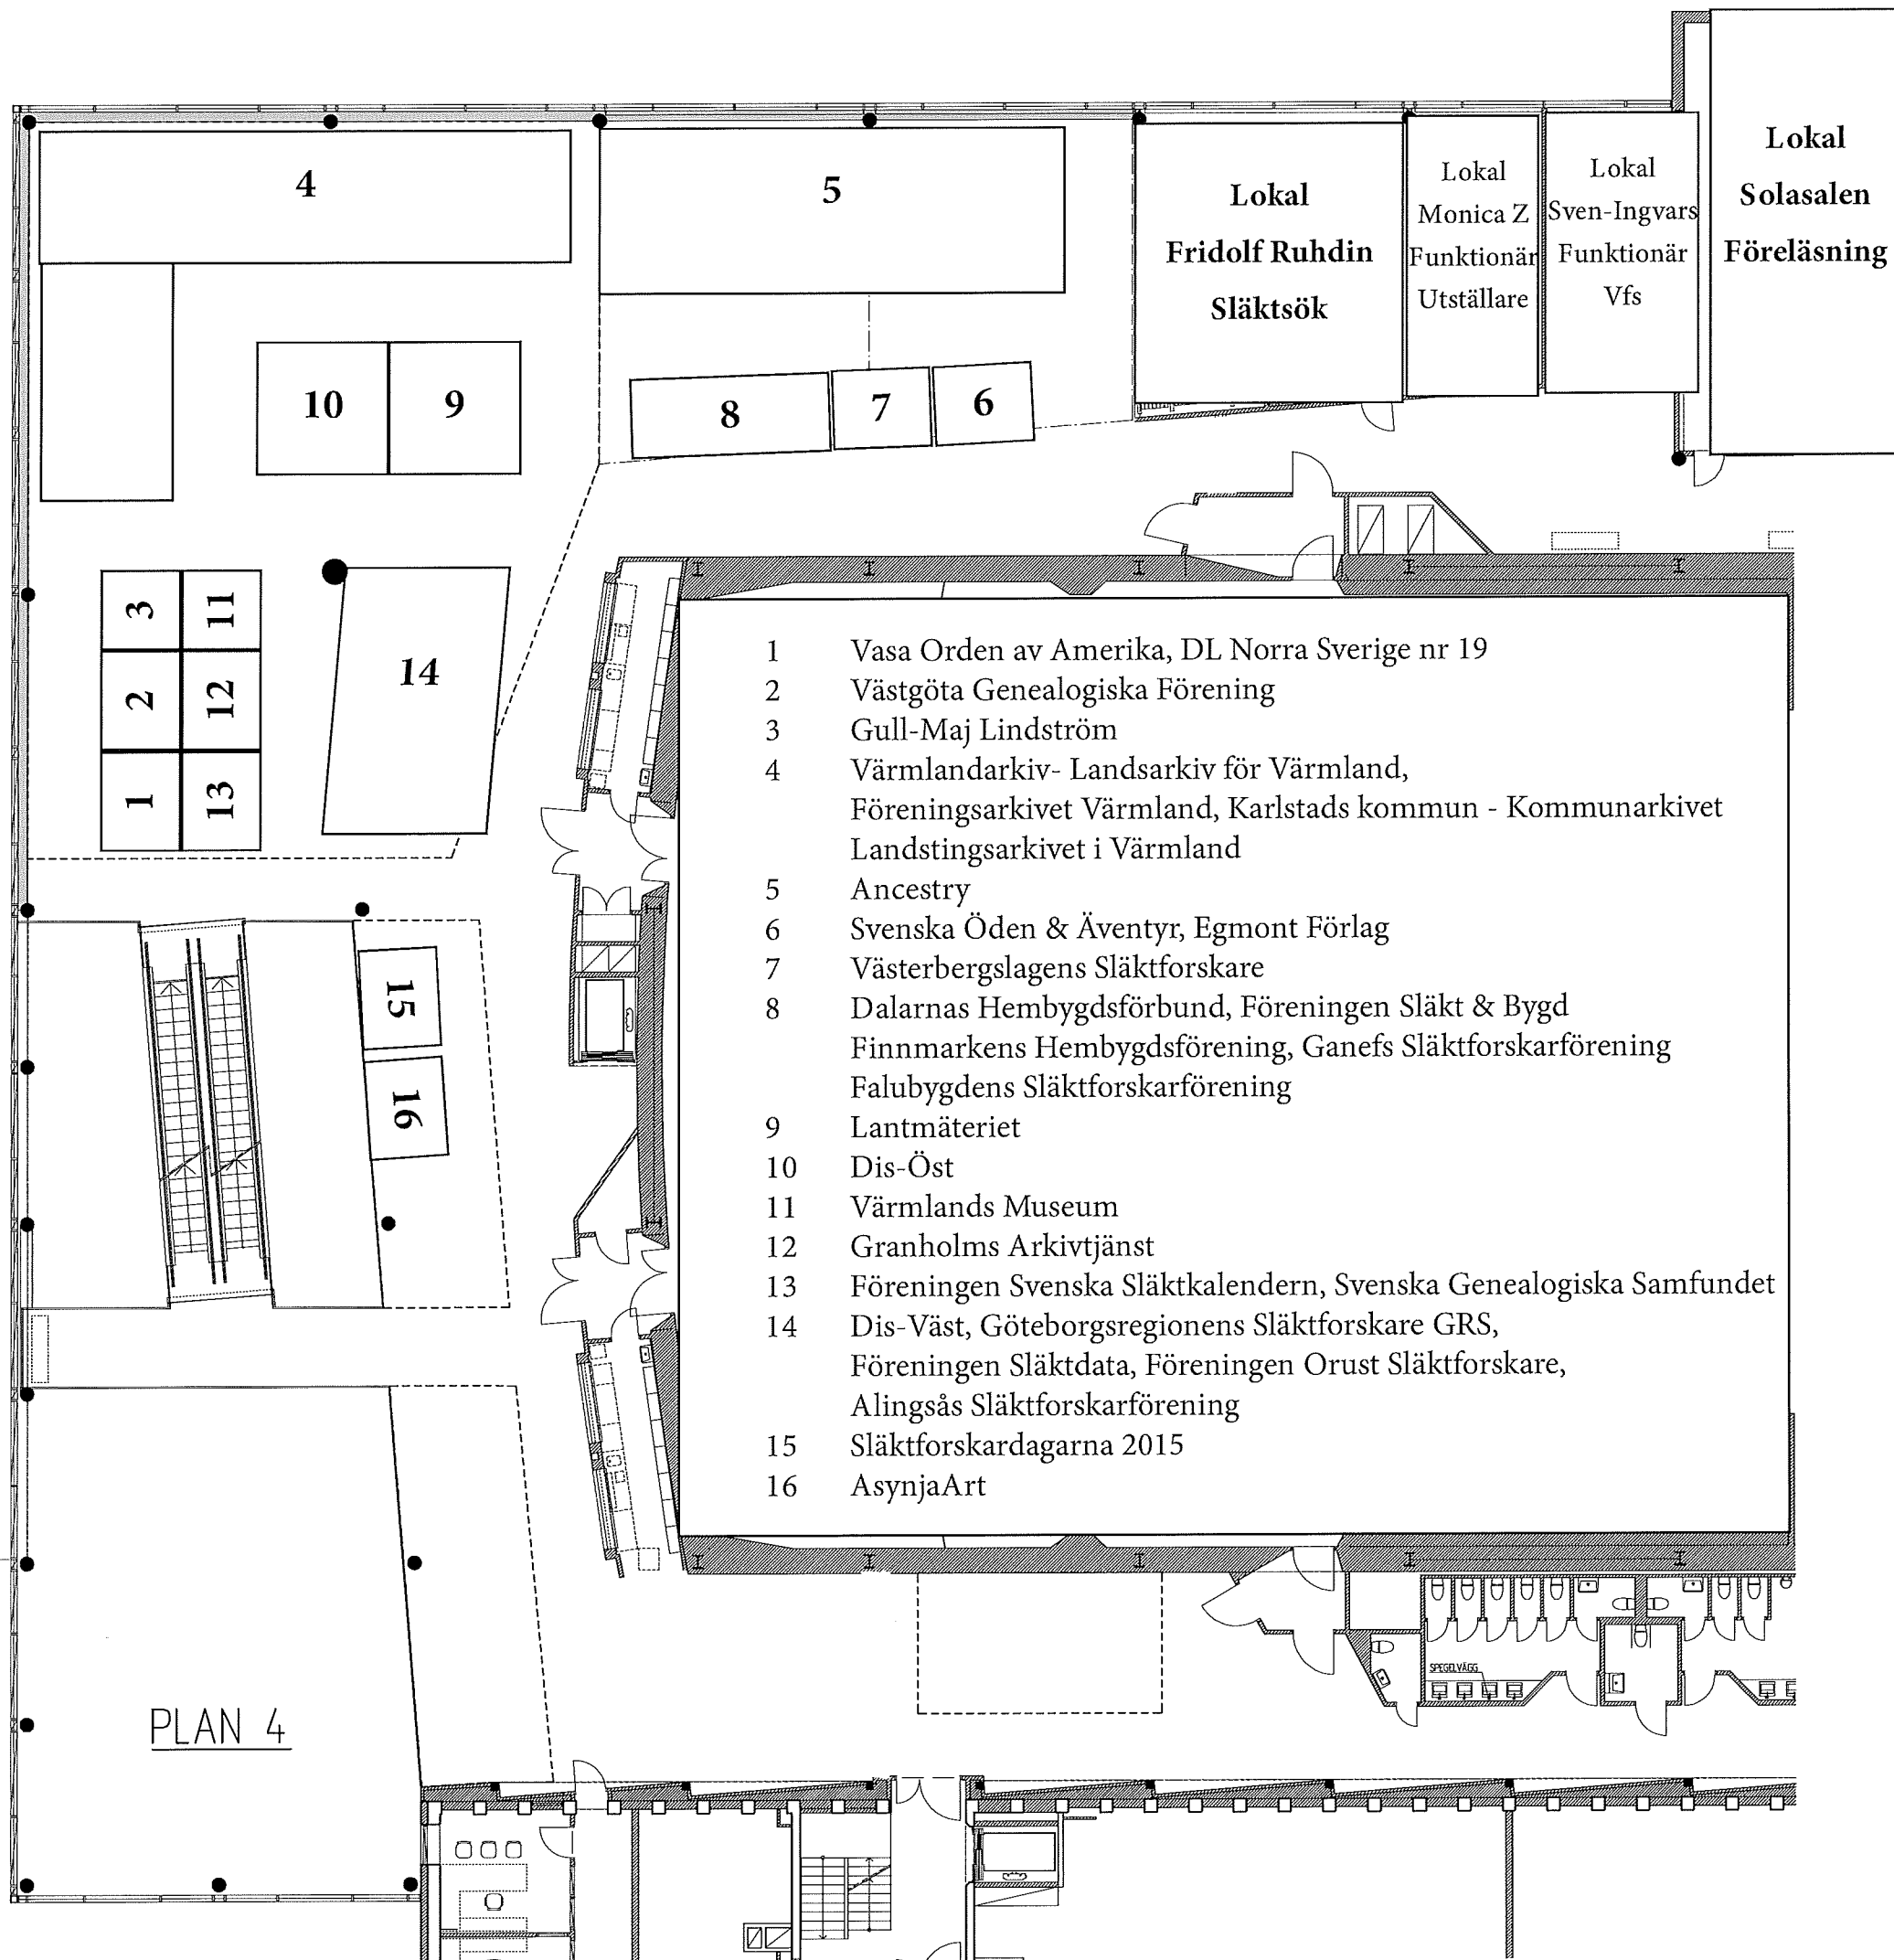 4
5
Lokal
Fridolf Ruhdin
Släktsök
Lokal
Monica Z
Funktionär
Utställare
Lokal
Sven-Ingvars
Funktionär
Vfs
Lokal
Solasalen
Föreläsning
10
9
8
7
6
3
11
2
12
1
13
14
15
16
1 Vasa Orden av Amerika, DL Norra Sverige nr 19
2 Västgöta Genealogiska Förening
3 Gull-Maj Lindström
4 Värmlandarkiv- Landsarkiv för Värmland,
Föreningsarkivet Värmland, Karlstads kommun - Kommunarkivet
Landstingsarkivet i Värmland
5 Ancestry
6 Svenska Öden & Äventyr, Egmont Förlag
7 Västerbergslagens Släktforskare
8 Dalarnas Hembygdsförbund, Föreningen Släkt & Bygd
Finnmarkens Hembygdsförening, Ganefs Släktforskarförening
Falubygdens Släktforskarförening
9 Lantmäteriet
10 Dis-Öst
11 Värmlands Museum
12 Granholms Arkivtjänst
13 Föreningen Svenska Släktkalendern, Svenska Genealogiska Samfundet
14 Dis-Väst, Göteborgsregionens Släktforskare GRS,
Föreningen Släktdata, Föreningen Orust Släktforskare,
Alingsås Släktforskarförening
15 Släktforskardagarna 2015
16 AsynjaArt
SPEGELVÄGG
PLAN 4